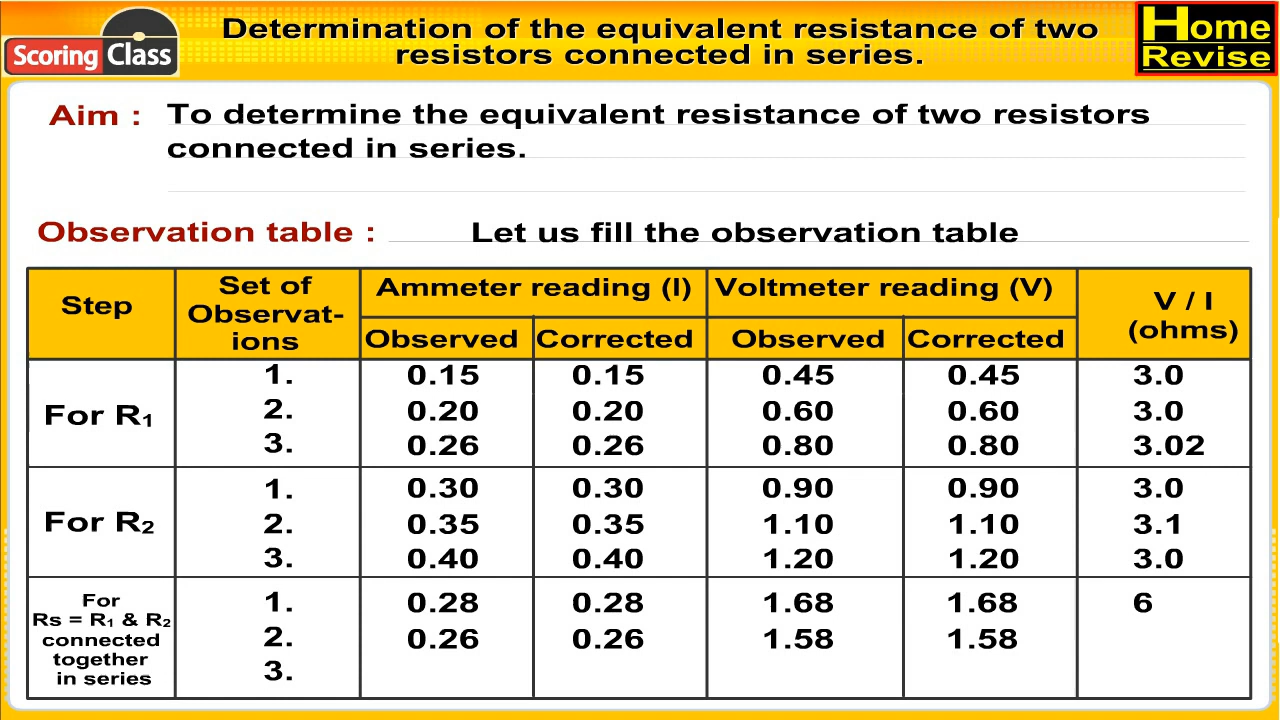 Scoring Class
Determination of the equivalent resistance of two
resistors connected in series.
Home
Revise
Aim : To determine the equivalent resistance of two resistors
connected in series.
Observation table : Let us fill the observation table
Step
Set of
Observat-
ions
Ammeter reading (I)
Voltmeter reading (V)
V / I
(ohms)
Observed Corrected Observed Corrected
For R₁
1. 0.15 0.15 0.45 0.45 3.0
2. 0.20 0.20 0.60 0.60 3.0
3. 0.26 0.26 0.80 0.80 3.02
For R₂
1. 0.30 0.30 0.90 0.90 3.0
2. 0.35 0.35 1.10 1.10 3.1
3. 0.40 0.40 1.20 1.20 3.0
For
Rs = R₁ & R₂
connected
together
in series
1. 0.28 0.28 1.68 1.68 6
2. 0.26 0.26 1.58 1.58
3.